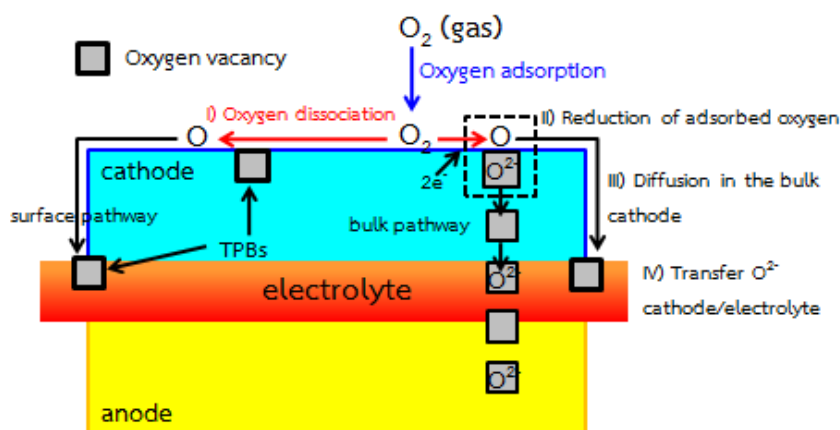 O₂ (gas)
Oxygen vacancy
Oxygen adsorption
I) Oxygen dissociation
II) Reduction of adsorbed oxygen
O
O₂
O
cathode
2e⁻
O²⁻
III) Diffusion in the bulk
cathode
surface pathway
bulk pathway
TPBs
IV) Transfer O²⁻
cathode/electrolyte
electrolyte
O²⁻
O²⁻
anode